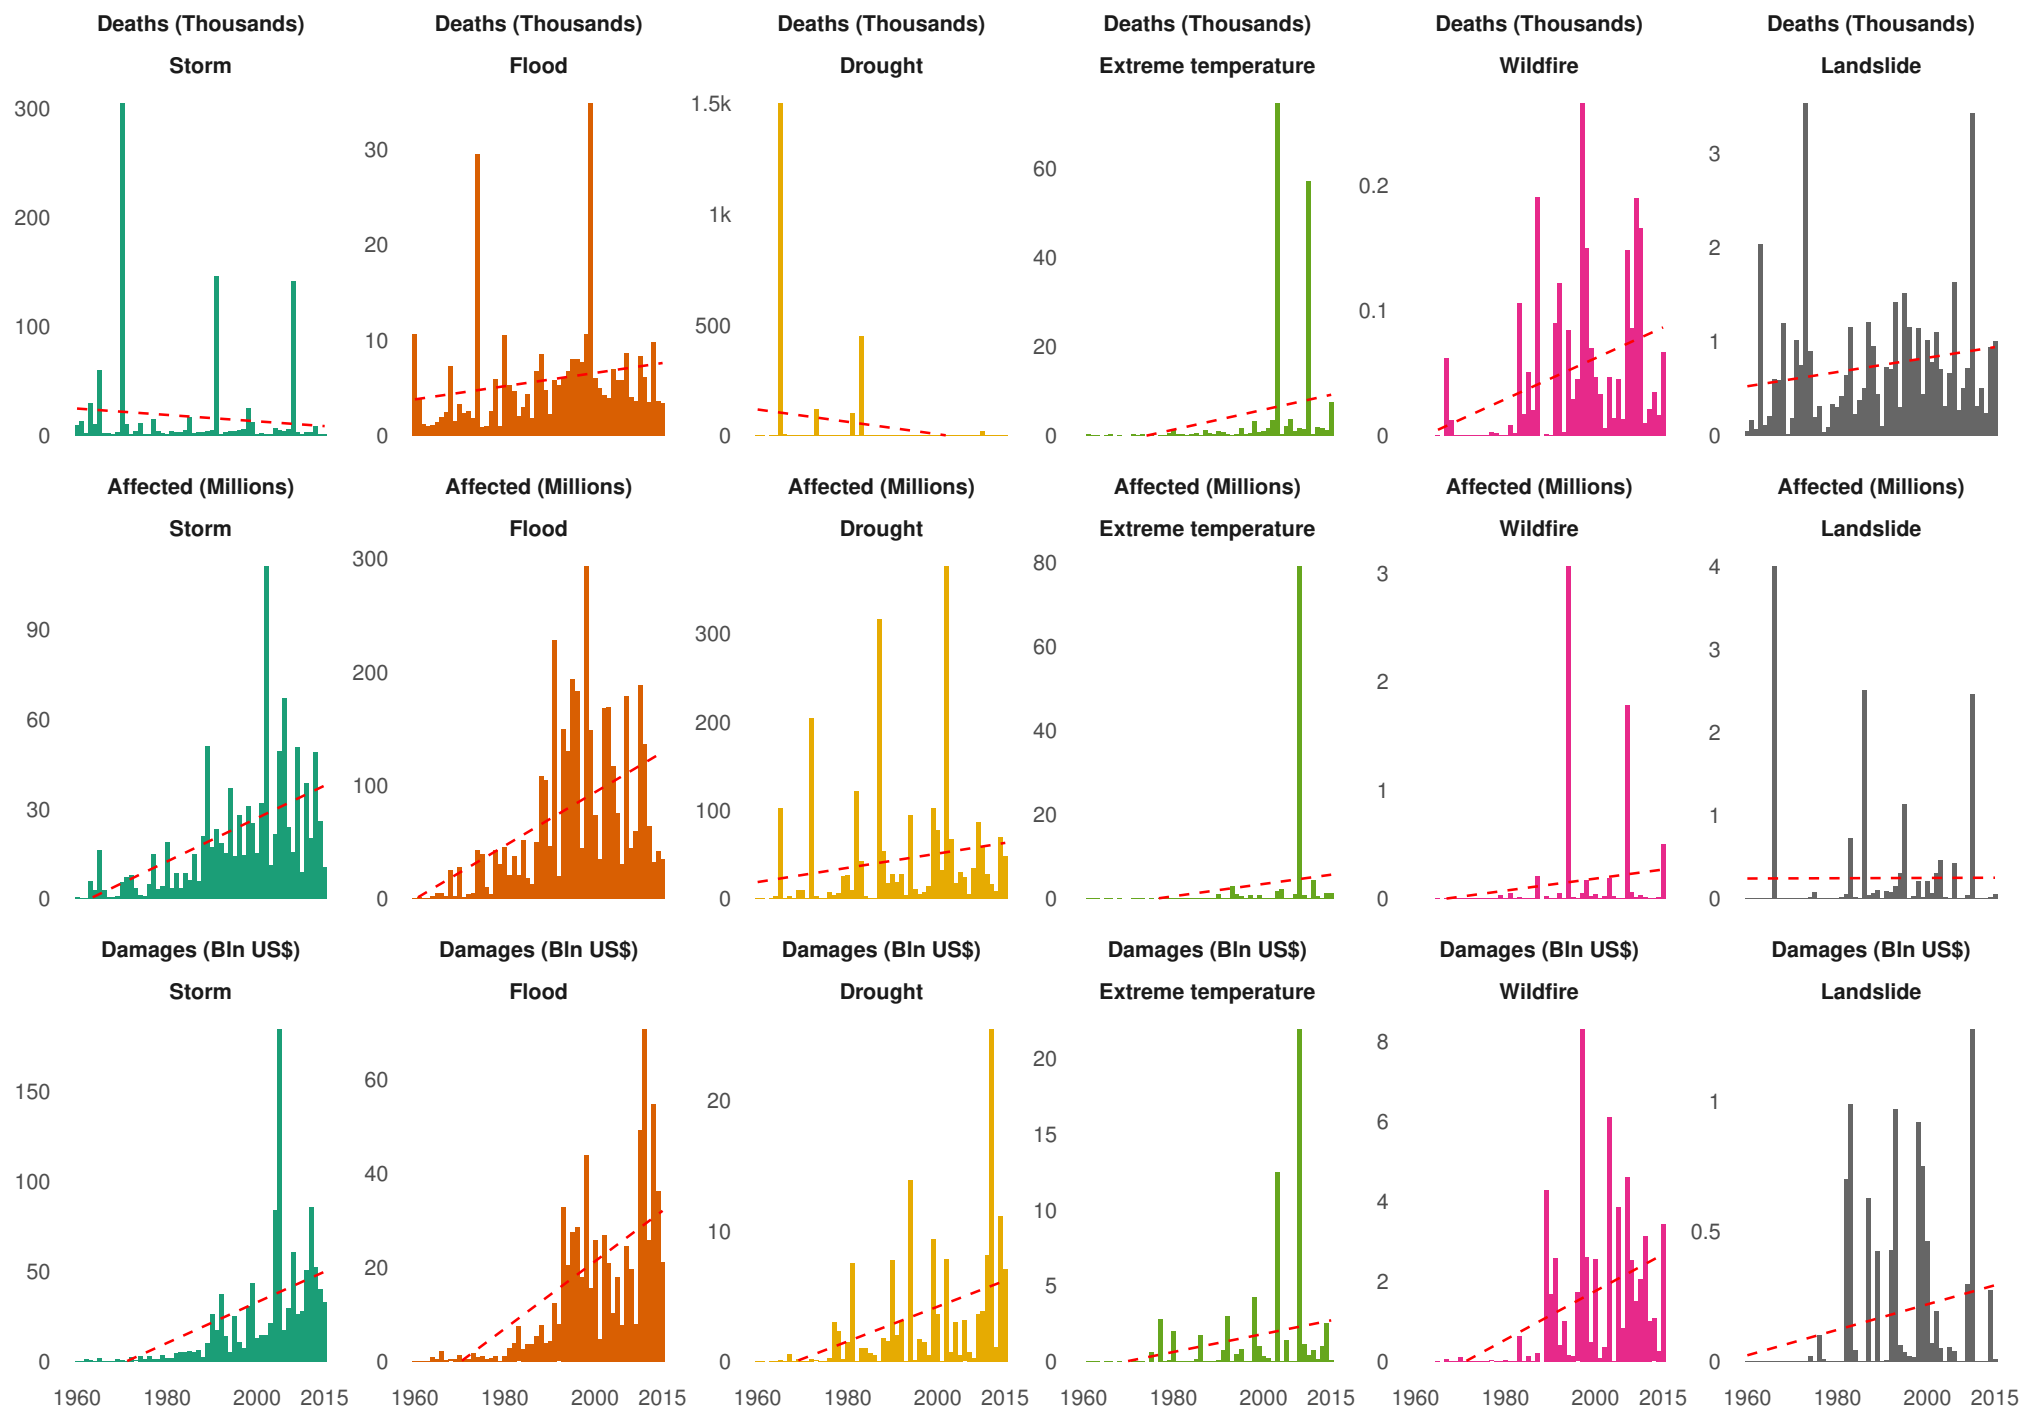 Deaths (Thousands) Deaths (Thousands) Deaths (Thousands) Deaths (Thousands) Deaths (Thousands) Deaths (Thousands)
Storm Flood Drought Extreme temperature Wildfire Landslide
300 200 100 0
30 20 10 0
1.5k 1k 500 0
60 40 20 0
0.2 0.1 0
3 2 1 0
Affected (Millions) Affected (Millions) Affected (Millions) Affected (Millions) Affected (Millions) Affected (Millions)
Storm Flood Drought Extreme temperature Wildfire Landslide
90 60 30 0
300 200 100 0
300 200 100 0
80 60 40 20 0
3 2 1 0
4 3 2 1 0
Damages (Bln US$) Damages (Bln US$) Damages (Bln US$) Damages (Bln US$) Damages (Bln US$) Damages (Bln US$)
Storm Flood Drought Extreme temperature Wildfire Landslide
150 100 50 0
60 40 20 0
20 10 0
20 15 10 5 0
8 6 4 2 0
1 0.5 0
1960 1980 2000 2015 1960 1980 2000 2015 1960 1980 2000 2015 1960 1980 2000 2015 1960 1980 2000 2015 1960 1980 2000 2015